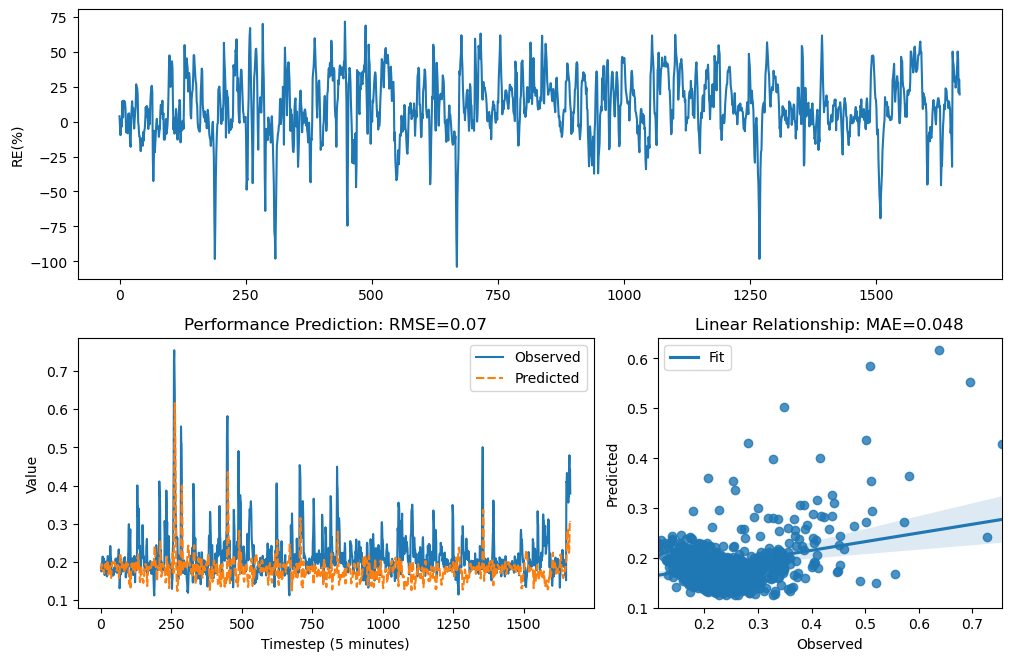 75
50
25
0
−25
−50
−75
−100
RE(%)
0 250 500 750 1000 1250 1500
Performance Prediction: RMSE=0.07
Observed
Predicted
0.7
0.6
0.5
0.4
0.3
0.2
0.1
Value
0 250 500 750 1000 1250 1500
Timestep (5 minutes)
Linear Relationship: MAE=0.048
Fit
0.6
0.5
0.4
0.3
0.2
0.1
Predicted
0.2 0.3 0.4 0.5 0.6 0.7
Observed